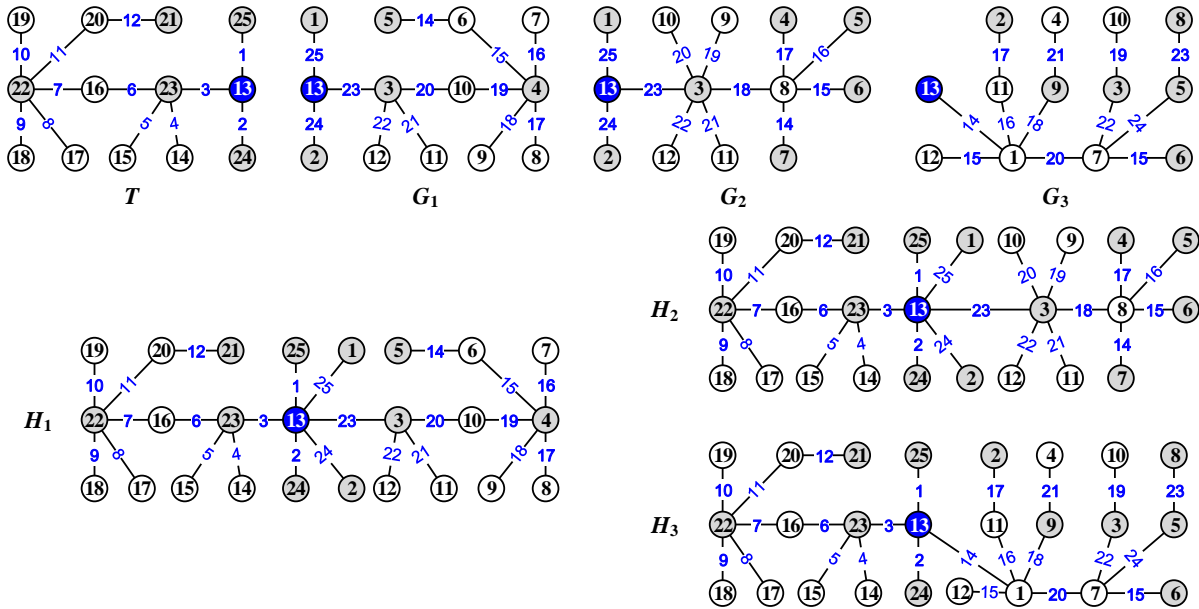 19 20 12 21 25 1 5 14 6 7 1 10 9 4 5 2 4 10 8
10 11 1 25 15 16 25 20 19 17 16 17 21 19 23
22 7 16 6 23 3 13 13 23 3 20 10 19 4 13 23 3 18 8 15 6 13 11 9 3 5
9 8 5 4 2 24 22 21 18 17 24 22 21 14 14 16 18 22 24
18 17 15 14 24 2 12 11 9 8 2 12 11 7 12 15 1 20 7 15 6
T G1 G2 G3
19 20 12 21 25 1 10 9 4 5
10 11 1 25 20 19 17 16
H2 22 7 16 6 23 3 13 23 3 18 8 15 6
9 8 5 4 2 24 22 21 14
18 17 15 14 24 2 12 11 7
19 20 12 21 25 1 5 14 6 7
10 11 1 25 15 16
H1 22 7 16 6 23 3 13 23 3 20 10 19 4
9 8 5 4 2 24 22 21 18 17
18 17 15 14 24 2 12 11 9 8
19 20 12 21 25 2 4 10 8
10 11 1 17 21 19 23
H3 22 7 16 6 23 3 13 11 9 3 5
9 8 5 4 2 14 16 18 22 24
18 17 15 14 24 12 15 1 20 7 15 6